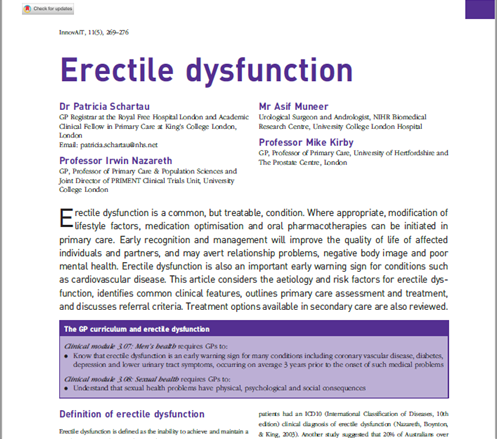 Check for updates
InnovAiT, 11(5), 269–276
Erectile dysfunction
Dr Patricia Schartau
GP Registrar at the Royal Free Hospital London and Academic
Clinical Fellow in Primary Care at King's College London,
London
Email: patricia.schartau@nhs.net
Professor Irwin Nazareth
GP, Professor of Primary Care & Population Sciences and
Joint Director of PRIMENT Clinical Trials Unit, University
College London
Mr Asif Muneer
Urological Surgeon and Andrologist, NIHR Biomedical
Research Centre, University College London Hospital
Professor Mike Kirby
GP, Professor of Primary Care, University of Hertfordshire and
The Prostate Centre, London
Erectile dysfunction is a common, but treatable, condition. Where appropriate, modification of
lifestyle factors, medication optimisation and oral pharmacotherapies can be initiated in
primary care. Early recognition and management will improve the quality of life of affected
individuals and partners, and may avert relationship problems, negative body image and poor
mental health. Erectile dysfunction is also an important early warning sign for conditions such
as cardiovascular disease. This article considers the aetiology and risk factors for erectile dys-
function, identifies common clinical features, outlines primary care assessment and treatment,
and discusses referral criteria. Treatment options available in secondary care are also reviewed.
The GP curriculum and erectile dysfunction
Clinical module 3.07: Men's health requires GPs to:
• Know that erectile dysfunction is an early warning sign for many conditions including coronary vascular disease, diabetes,
depression and lower urinary tract symptoms, occurring on average 3 years prior to the onset of such medical problems
Clinical module 3.08: Sexual health requires GPs to:
• Understand that sexual health problems have physical, psychological and social consequences
Definition of erectile dysfunction
Erectile dysfunction is defined as the inability to achieve and maintain a
patients had an ICD10 (International Classification of Diseases, 10th
edition) clinical diagnosis of erectile dysfunction (Nazareth, Boynton,
& King, 2003). Another study suggested that 20% of Australians over